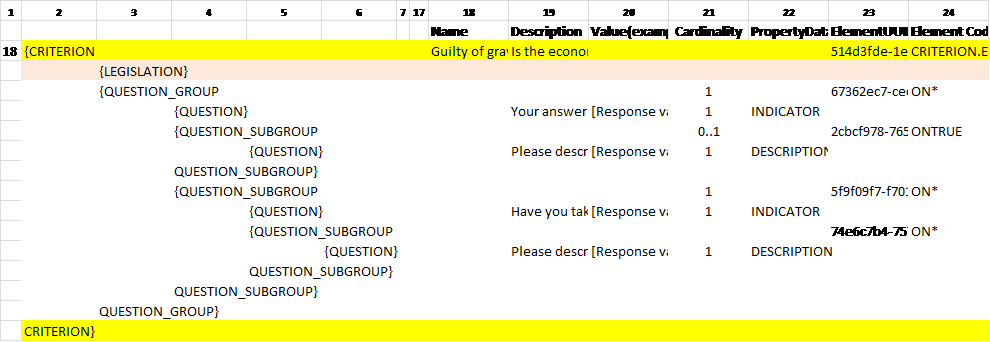 1 2 3 4 5 6 7 17 18 19 20 21 22 23 24
Name Description Value(examp Cardinality PropertyDat ElementUUI Element Cod
18 {CRITERION Guilty of grav Is the econor 514d3fde-1e CRITERION.E
{LEGISLATION}
{QUESTION_GROUP 1 67362ec7-cec ON*
{QUESTION} Your answer [Response va 1 INDICATOR
{QUESTION_SUBGROUP 0..1 2cbcf978-765 ONTRUE
{QUESTION} Please descr [Response va 1 DESCRIPTION
QUESTION_SUBGROUP}
{QUESTION_SUBGROUP 1 5f9f09f7-f701 ON*
{QUESTION} Have you tak [Response va 1 INDICATOR
{QUESTION_SUBGROUP 74e6c7b4-75 ON*
{QUESTION} Please descr [Response va 1 DESCRIPTION
QUESTION_SUBGROUP}
QUESTION_SUBGROUP}
QUESTION_GROUP}
CRITERION}